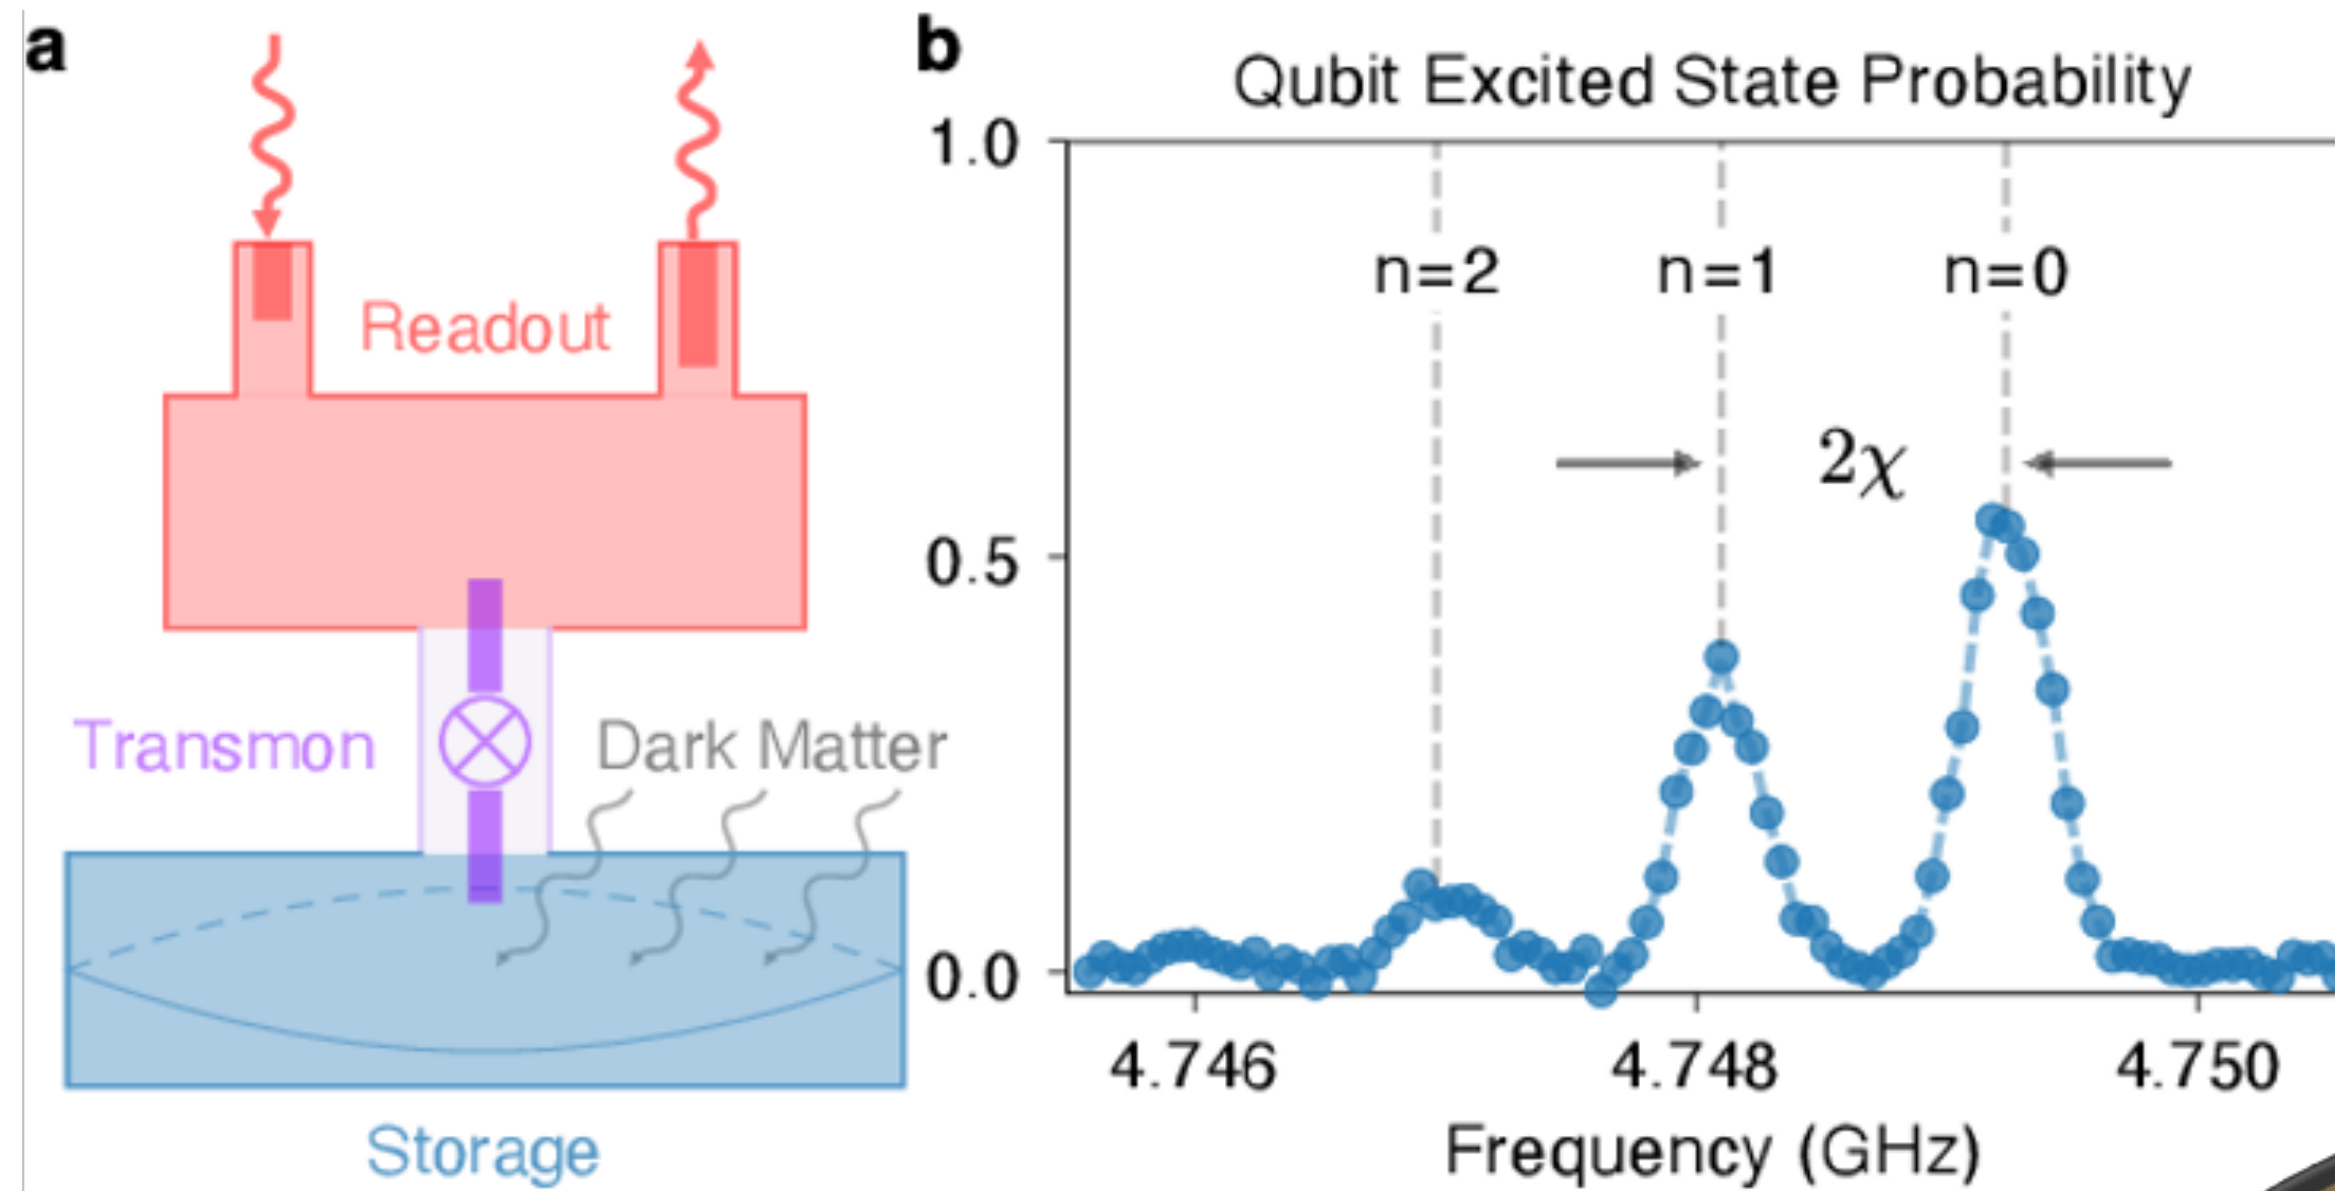 a
Readout
Transmon
Dark Matter
Storage
b
Qubit Excited State Probability
1.0
n=2 n=1 n=0
2χ
0.5
0.0
4.746 4.748 4.750
Frequency (GHz)